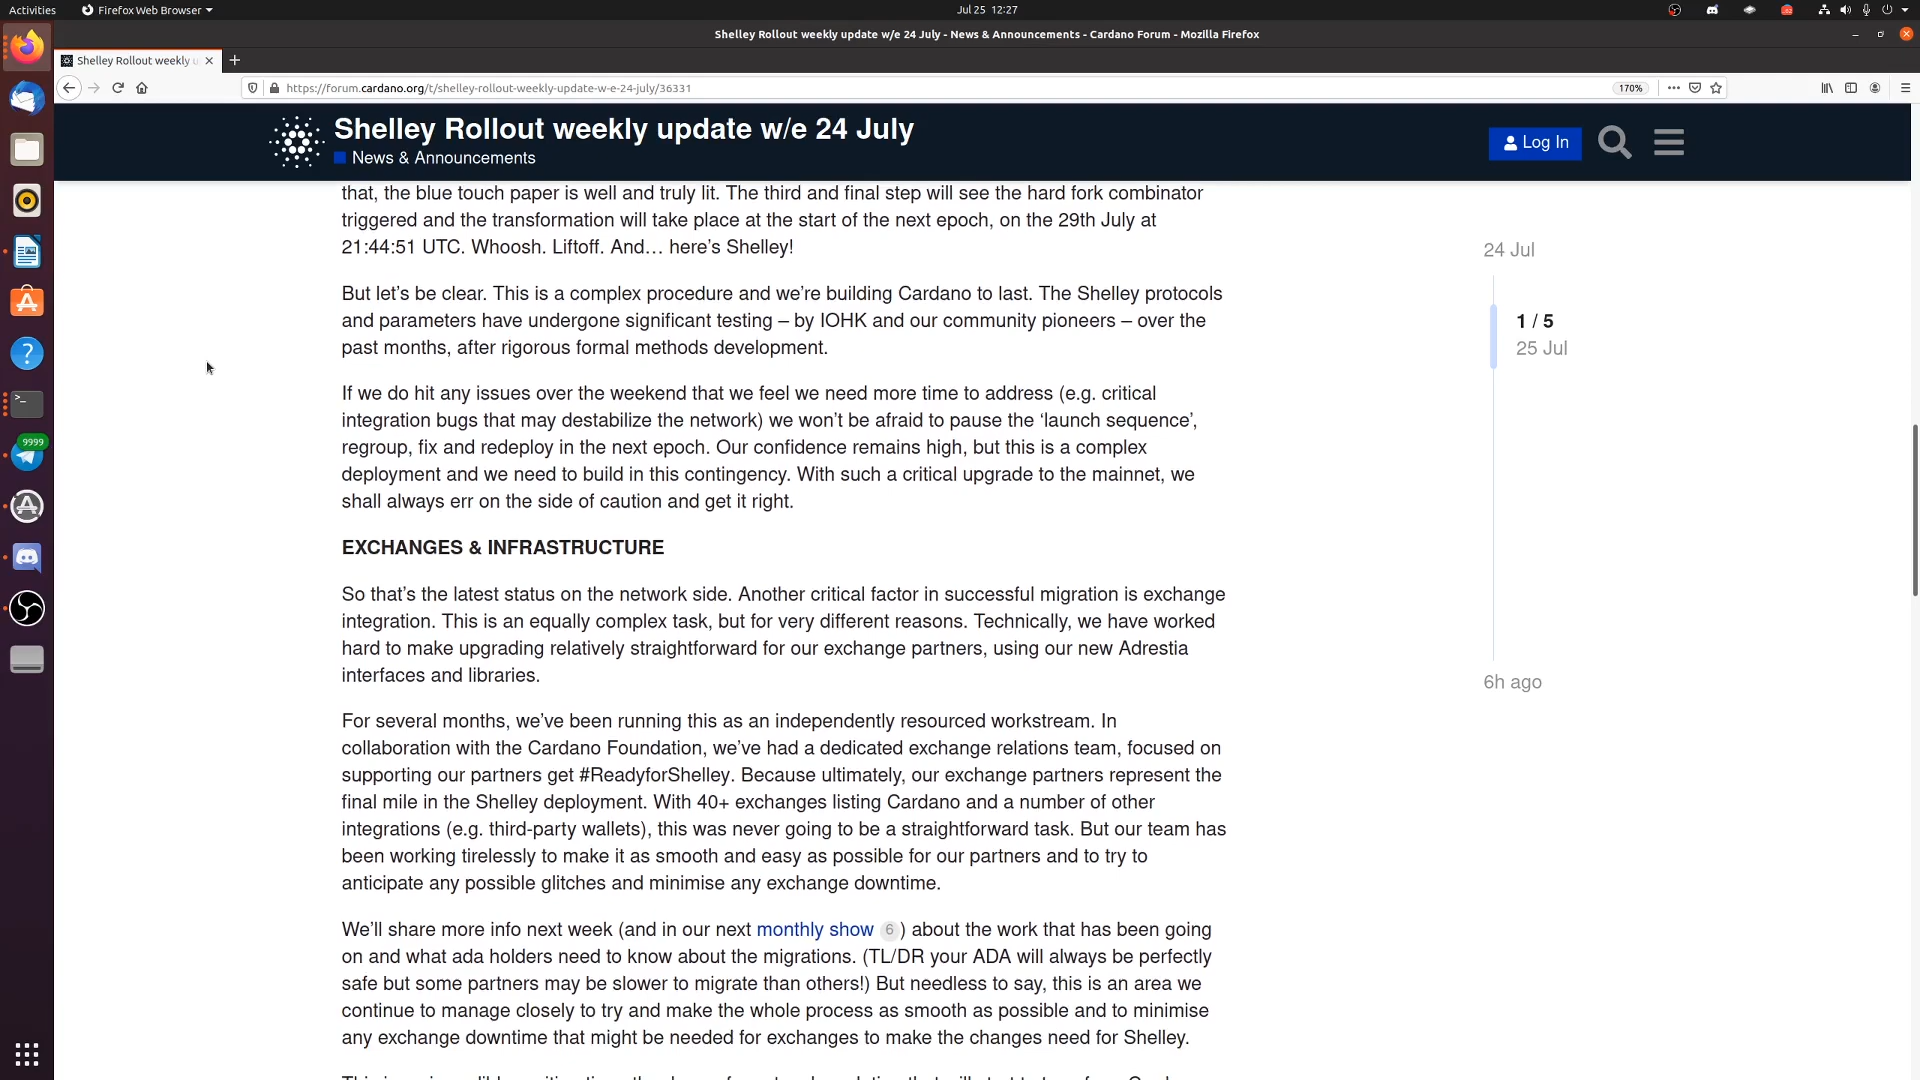 Activities
Firefox Web Browser
Jul 25 12:27
Shelley Rollout weekly update w/e 24 July - News & Announcements - Cardano Forum - Mozilla Firefox
Shelley Rollout weekly u
https://forum.cardano.org/t/shelley-rollout-weekly-update-w-e-24-july/36331
170%
Shelley Rollout weekly update w/e 24 July
News & Announcements
Log In
that, the blue touch paper is well and truly lit. The third and final step will see the hard fork combinator
triggered and the transformation will take place at the start of the next epoch, on the 29th July at
21:44:51 UTC. Whoosh. Liftoff. And… here’s Shelley!
But let’s be clear. This is a complex procedure and we’re building Cardano to last. The Shelley protocols
and parameters have undergone significant testing – by IOHK and our community pioneers – over the
past months, after rigorous formal methods development.
If we do hit any issues over the weekend that we feel we need more time to address (e.g. critical
integration bugs that may destabilize the network) we won’t be afraid to pause the ‘launch sequence’,
regroup, fix and redeploy in the next epoch. Our confidence remains high, but this is a complex
deployment and we need to build in this contingency. With such a critical upgrade to the mainnet, we
shall always err on the side of caution and get it right.
EXCHANGES & INFRASTRUCTURE
So that’s the latest status on the network side. Another critical factor in successful migration is exchange
integration. This is an equally complex task, but for very different reasons. Technically, we have worked
hard to make upgrading relatively straightforward for our exchange partners, using our new Adrestia
interfaces and libraries.
For several months, we’ve been running this as an independently resourced workstream. In
collaboration with the Cardano Foundation, we’ve had a dedicated exchange relations team, focused on
supporting our partners get #ReadyforShelley. Because ultimately, our exchange partners represent the
final mile in the Shelley deployment. With 40+ exchanges listing Cardano and a number of other
integrations (e.g. third-party wallets), this was never going to be a straightforward task. But our team has
been working tirelessly to make it as smooth and easy as possible for our partners and to try to
anticipate any possible glitches and minimise any exchange downtime.
We’ll share more info next week (and in our next monthly show 6) about the work that has been going
on and what ada holders need to know about the migrations. (TL/DR your ADA will always be perfectly
safe but some partners may be slower to migrate than others!) But needless to say, this is an area we
continue to manage closely to try and make the whole process as smooth as possible and to minimise
any exchange downtime that might be needed for exchanges to make the changes need for Shelley.
24 Jul
1 / 5
25 Jul
6h ago
9999